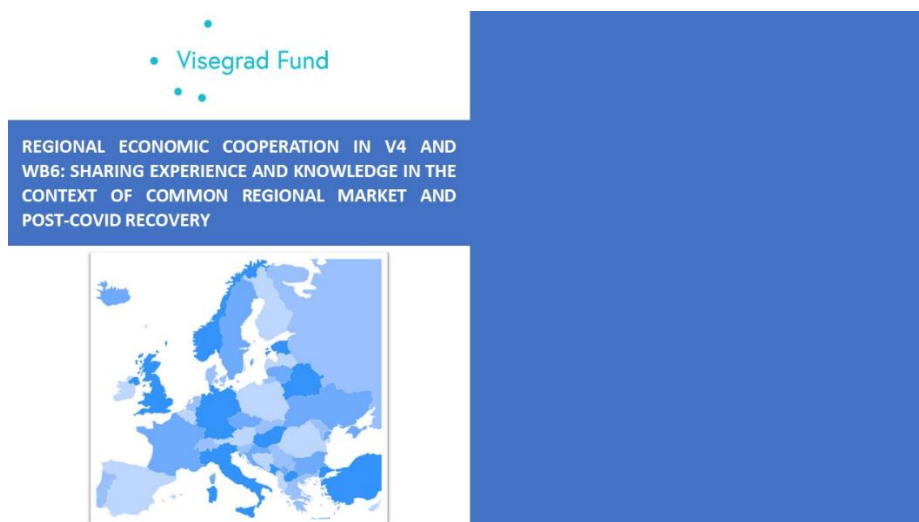 Visegrad Fund
REGIONAL ECONOMIC COOPERATION IN V4 AND
WB6: SHARING EXPERIENCE AND KNOWLEDGE IN THE
CONTEXT OF COMMON REGIONAL MARKET AND
POST-COVID RECOVERY